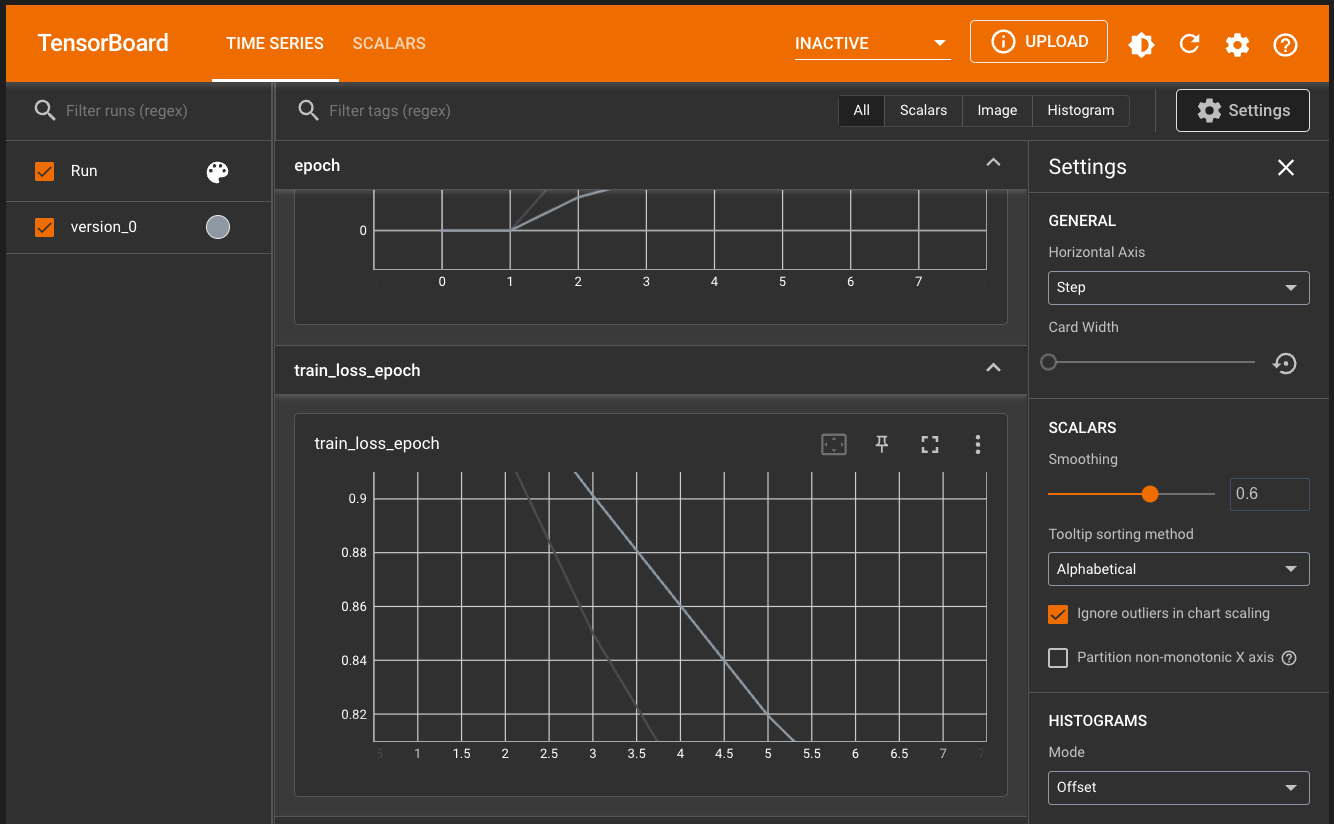 TensorBoard
TIME SERIES
SCALARS
INACTIVE
UPLOAD
Filter runs (regex)
Filter tags (regex)
All
Scalars
Image
Histogram
Settings
Run
version_0
epoch
0
0 1 2 3 4 5 6 7
train_loss_epoch
train_loss_epoch
0.9
0.88
0.86
0.84
0.82
5 1 1.5 2 2.5 3 3.5 4 4.5 5 5.5 6 6.5 7 7
Settings
GENERAL
Horizontal Axis
Step
Card Width
SCALARS
Smoothing
0.6
Tooltip sorting method
Alphabetical
Ignore outliers in chart scaling
Partition non-monotonic X axis
HISTOGRAMS
Mode
Offset